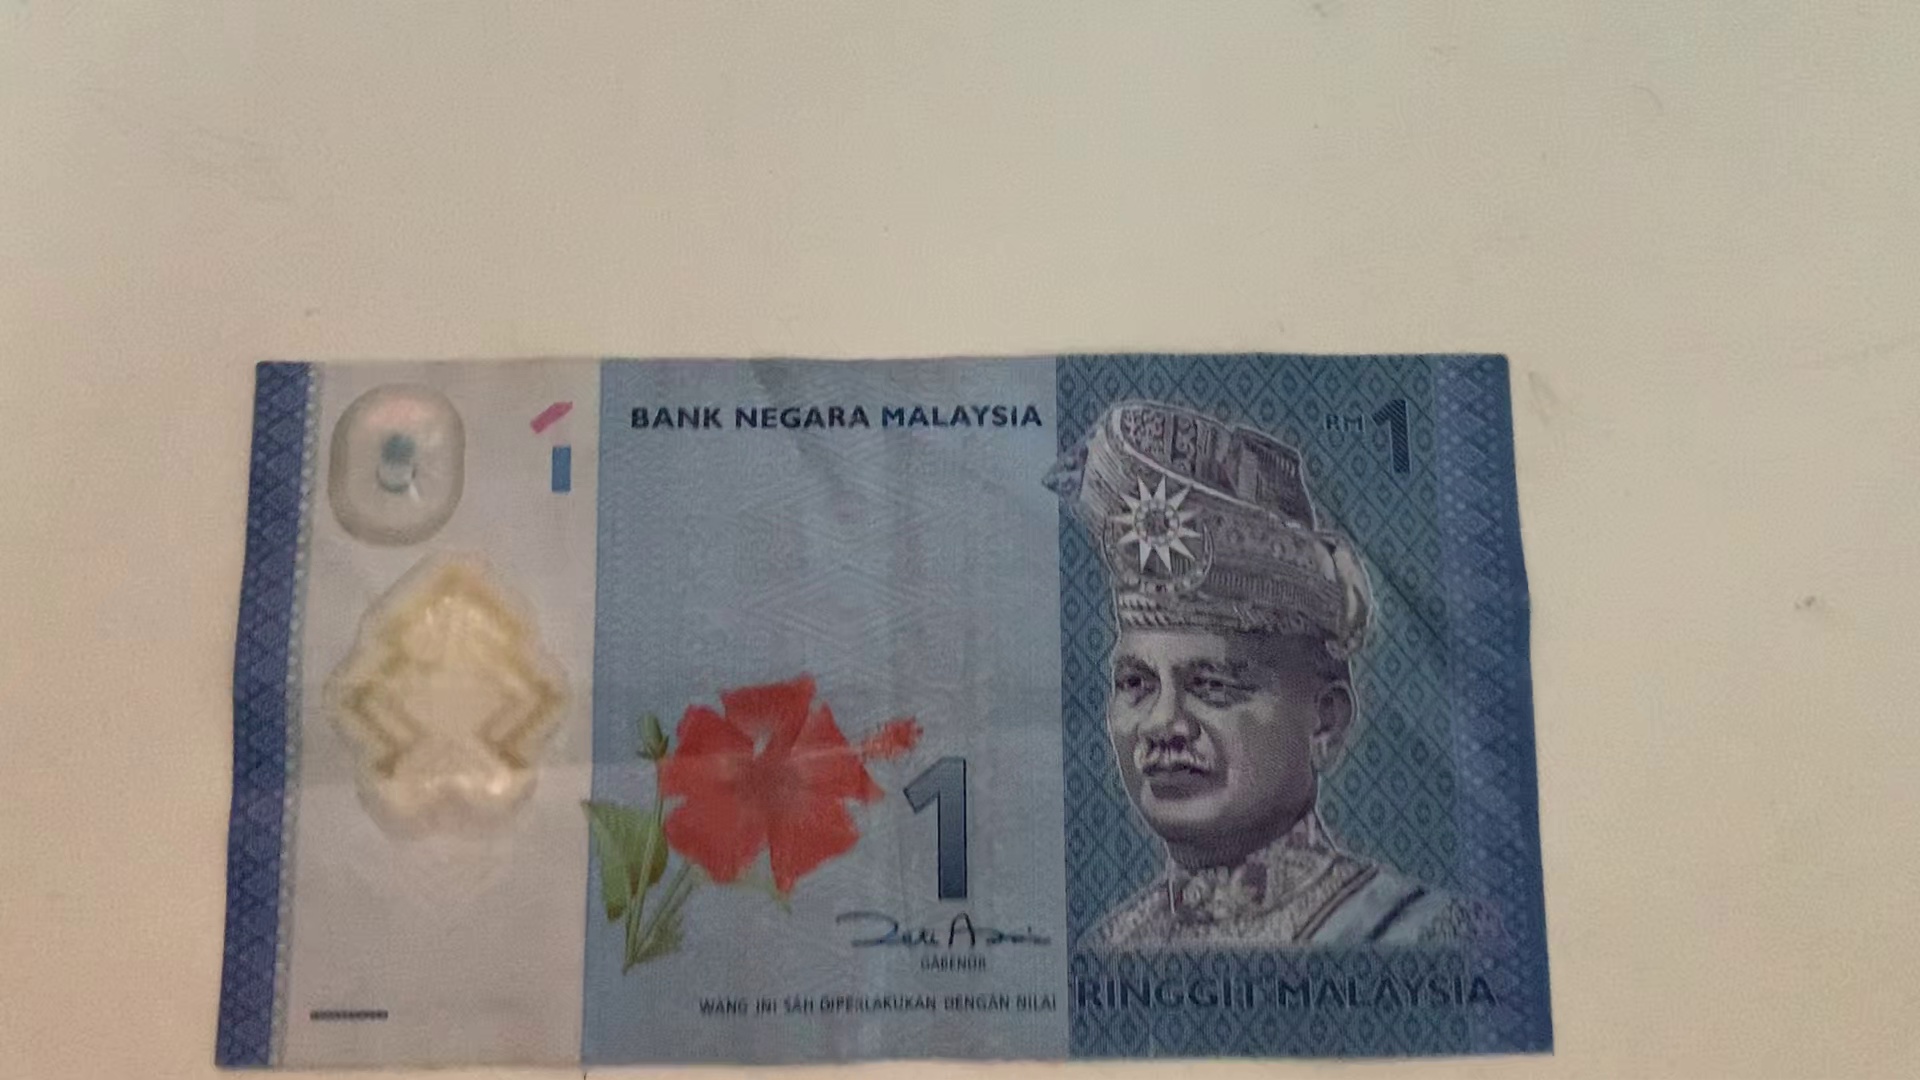 BANK NEGARA MALAYSIA
RM 1
1
GABENOR
WANG INI SAH DIPERLAKUKAN DENGAN NILAI
RINGGIT MALAYSIA